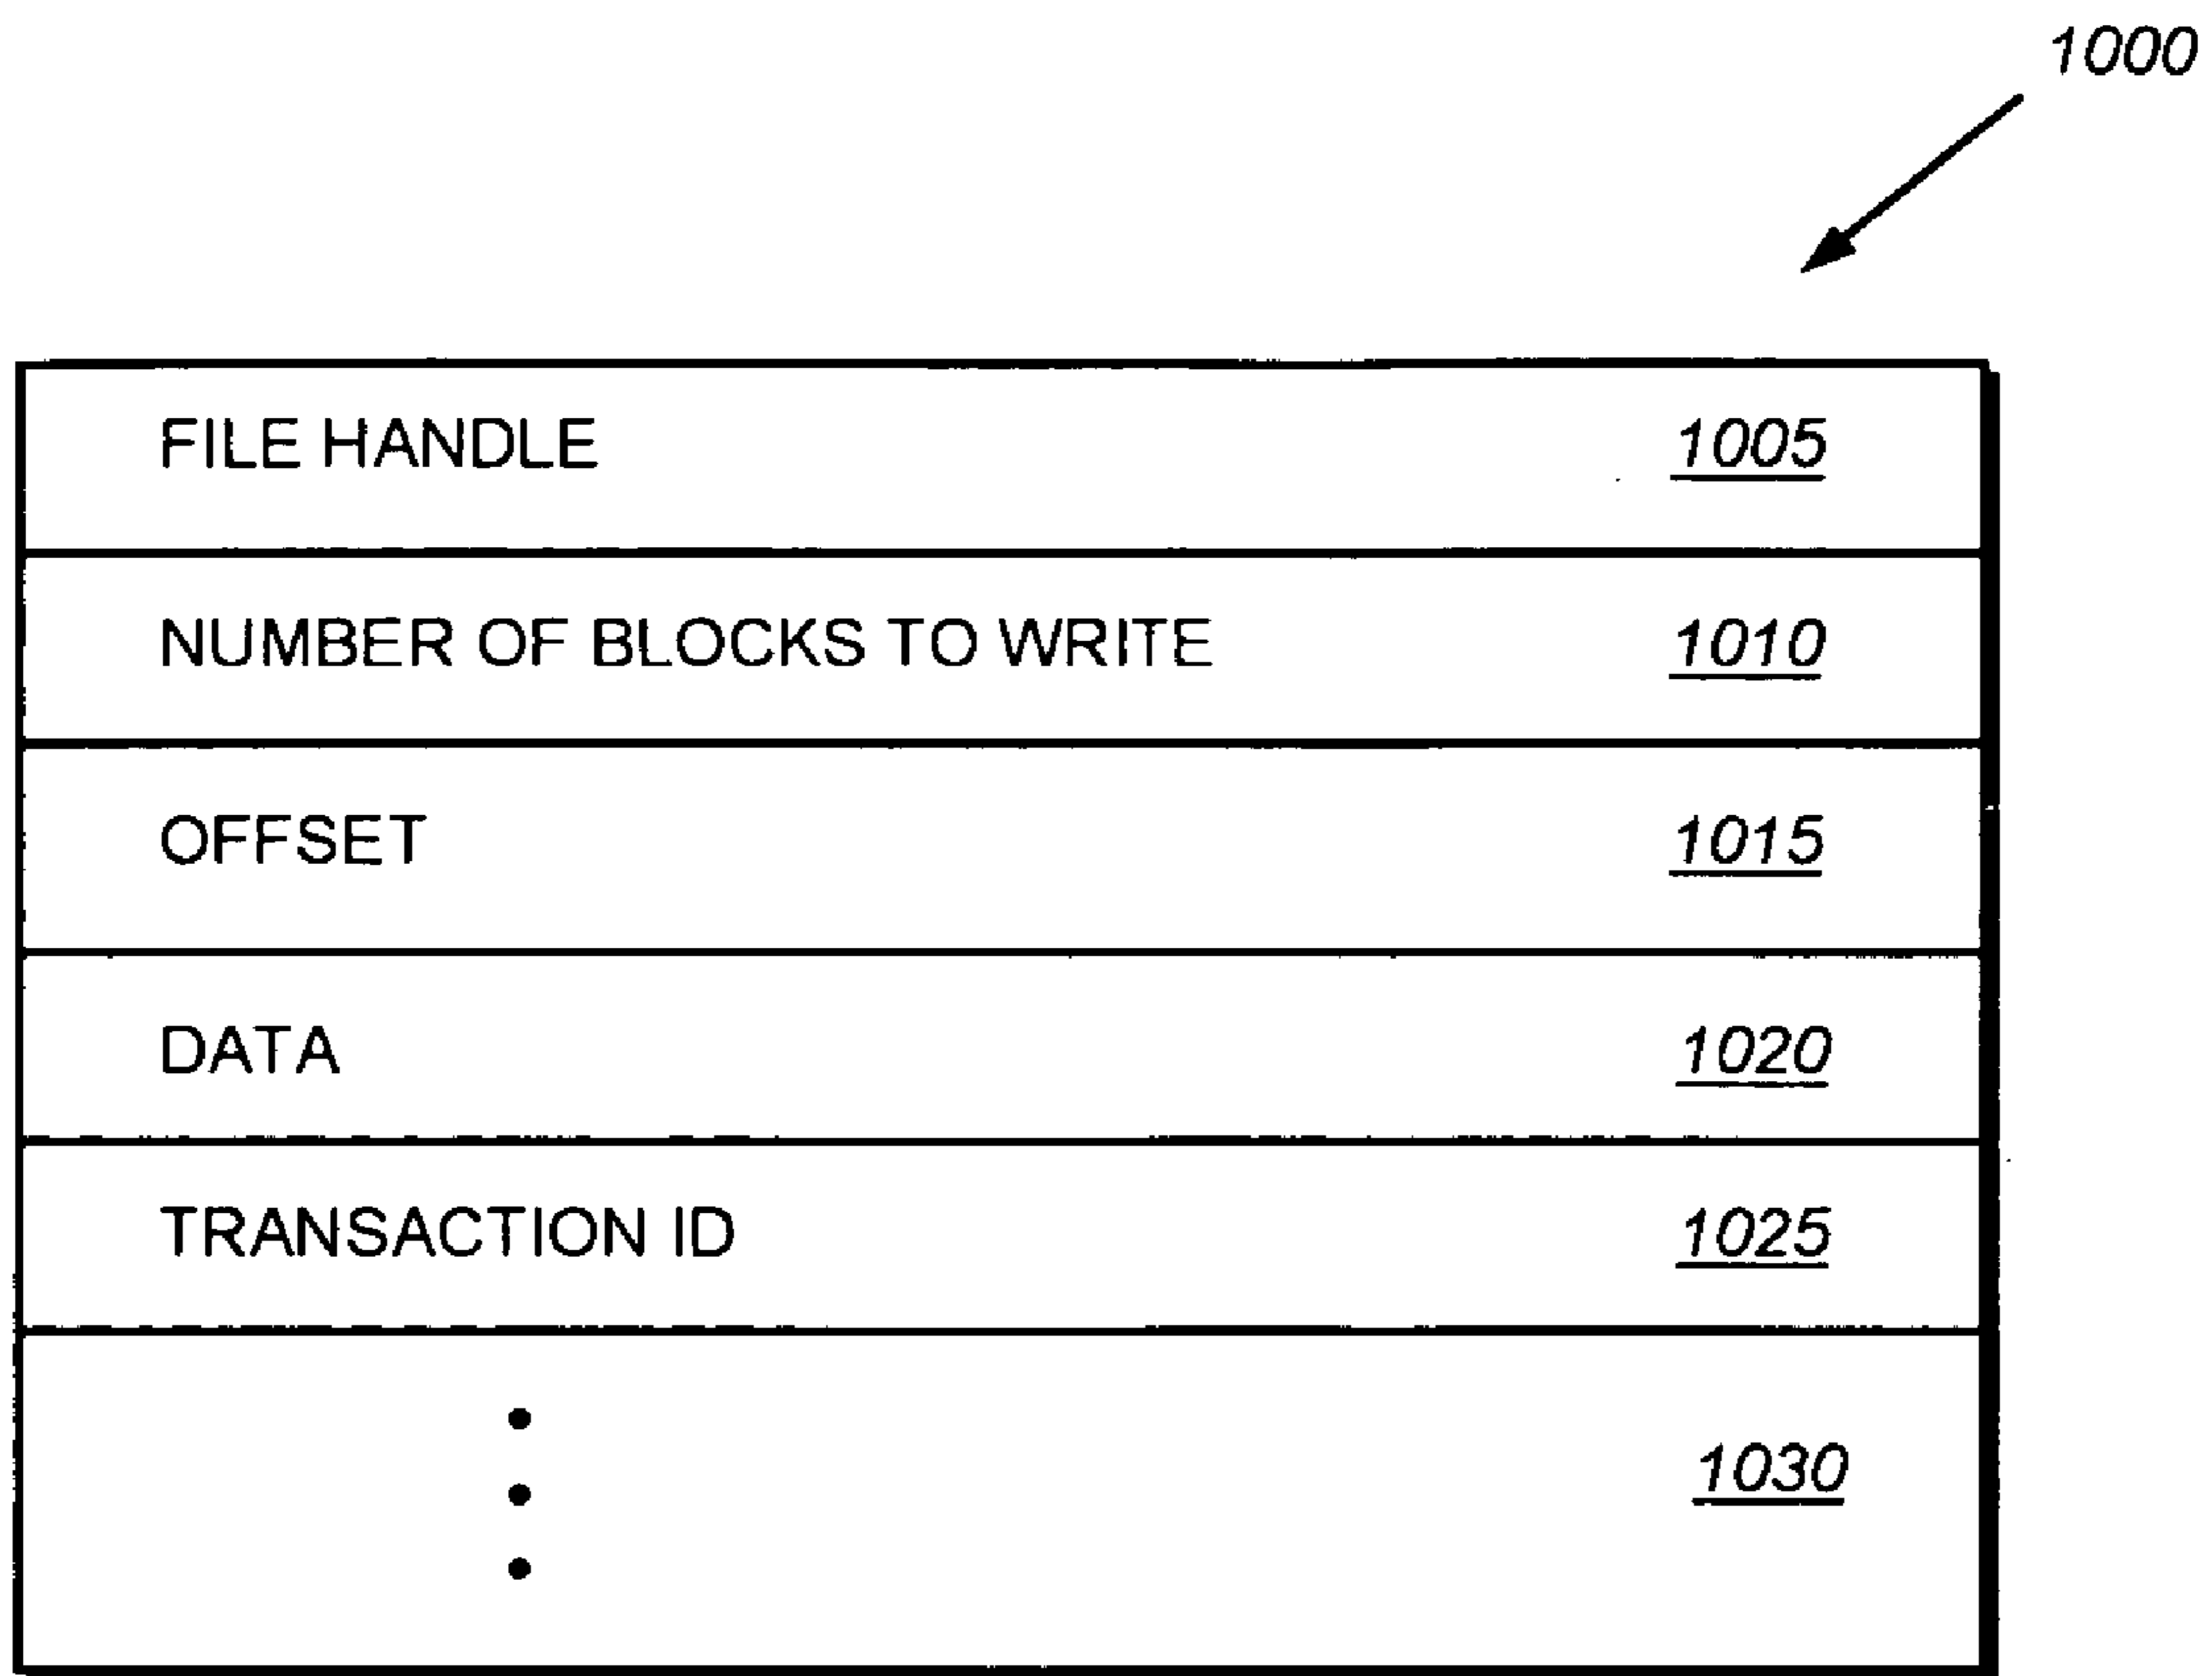 1000
FILE HANDLE 1005
NUMBER OF BLOCKS TO WRITE 1010
OFFSET 1015
DATA 1020
TRANSACTION ID 1025
1030